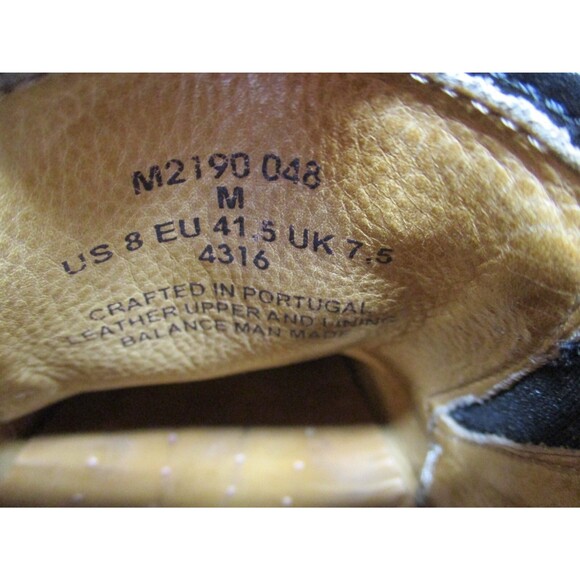 M2190 048
M
US 8 EU 41.5 UK 7.5
4316
CRAFTED IN PORTUGAL
LEATHER UPPER AND LINING
BALANCE MAN MADE